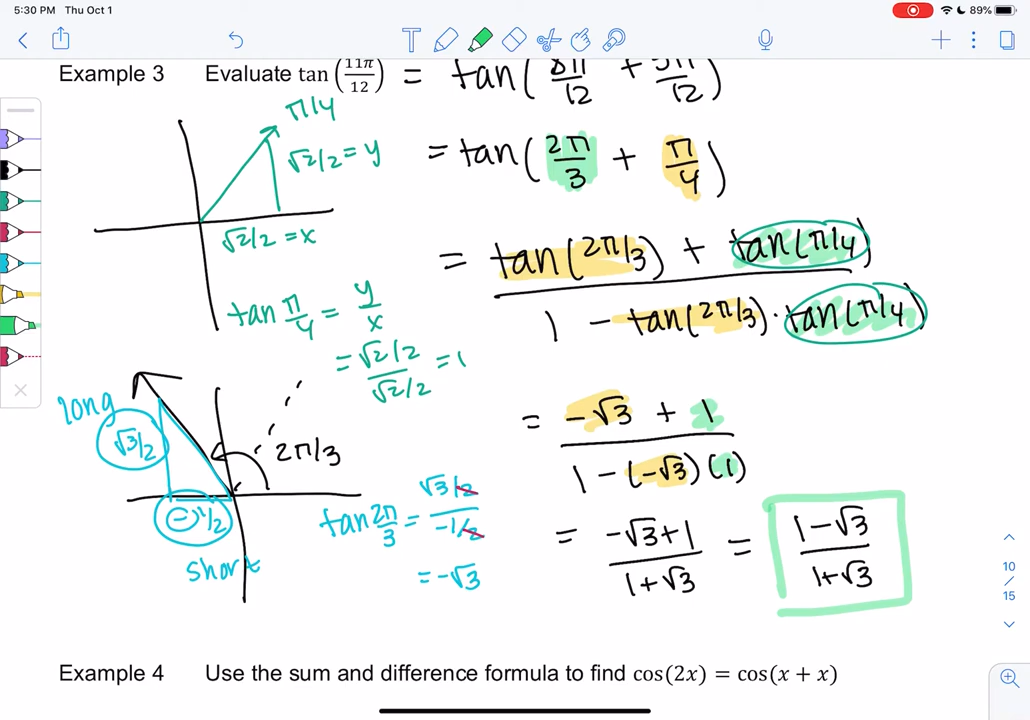 5:30 PM Thu Oct 1
89%
Example 3 Evaluate tan (11π/12) = tan( 8π/12 + 3π/12 )
π/4
√2/2 = y
√2/2 = x
= tan( 2π/3 + π/4 )
= tan(2π/3) + tan(π/4)
1 - tan(2π/3) · tan(π/4)
tan π/4 = y/x
= √2/2 / √2/2 = 1
long
√3/2
2π/3
(-) 1/2
short
tan 2π/3 = √3/2 / -1/2
= -√3
= -√3 + 1
1 - (-√3)(1)
= -√3+1 / 1+√3 = 1-√3 / 1+√3
10
/
15
Example 4 Use the sum and difference formula to find cos(2x) = cos(x + x)